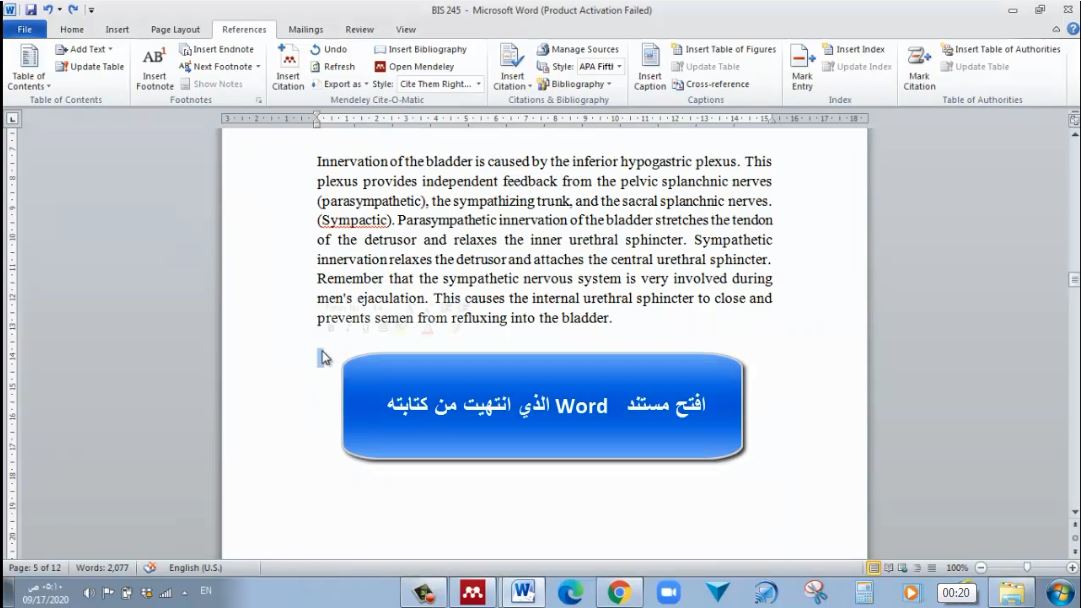 BIS 245 - Microsoft Word (Product Activation Failed)
File Home Insert Page Layout References Mailings Review View
Table of Contents
Add Text
Update Table
Table of Contents
AB¹
Insert Footnote
Insert Endnote
Next Footnote
Show Notes
Footnotes
Insert Citation
Undo
Refresh
Export as
Insert Bibliography
Open Mendeley
Style: Cite Them Right...
Mendeley Cite-O-Matic
Insert Citation
Manage Sources
Style: APA Fifth
Bibliography
Citations & Bibliography
Insert Caption
Insert Table of Figures
Update Table
Cross-reference
Captions
Mark Entry
Insert Index
Update Index
Index
Mark Citation
Insert Table of Authorities
Update Table
Table of Authorities
Innervation of the bladder is caused by the inferior hypogastric plexus. This
plexus provides independent feedback from the pelvic splanchnic nerves
(parasympathetic), the sympathizing trunk, and the sacral splanchnic nerves.
(Sympactic). Parasympathetic innervation of the bladder stretches the tendon
of the detrusor and relaxes the inner urethral sphincter. Sympathetic
innervation relaxes the detrusor and attaches the central urethral sphincter.
Remember that the sympathetic nervous system is very involved during
men's ejaculation. This causes the internal urethral sphincter to close and
prevents semen from refluxing into the bladder.
افتح مستند Word الذي انتهيت من كتابته
Page: 5 of 12 Words: 2,077 English (U.S.) 100%
٠٥:١٠ ص
09/17/2020
EN
00:20